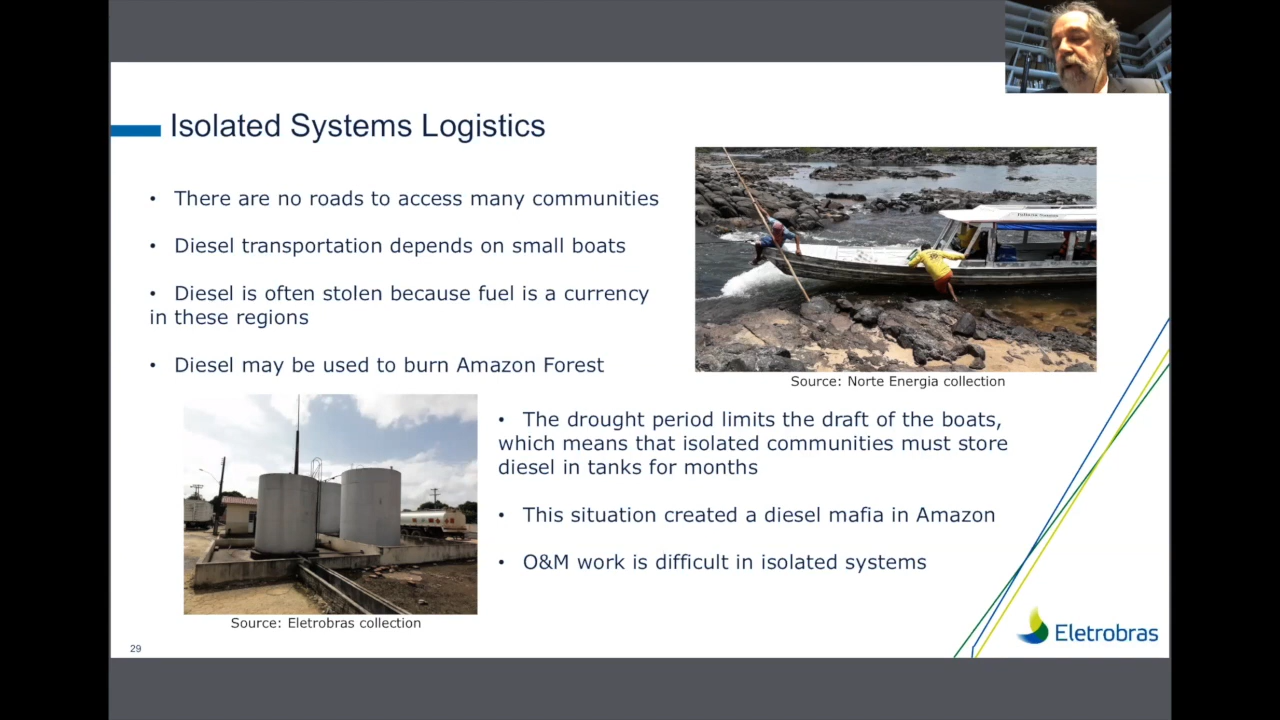 Isolated Systems Logistics
• There are no roads to access many communities
• Diesel transportation depends on small boats
• Diesel is often stolen because fuel is a currency
in these regions
• Diesel may be used to burn Amazon Forest
Source: Norte Energia collection
• The drought period limits the draft of the boats,
which means that isolated communities must store
diesel in tanks for months
• This situation created a diesel mafia in Amazon
• O&M work is difficult in isolated systems
Source: Eletrobras collection
29
Eletrobras